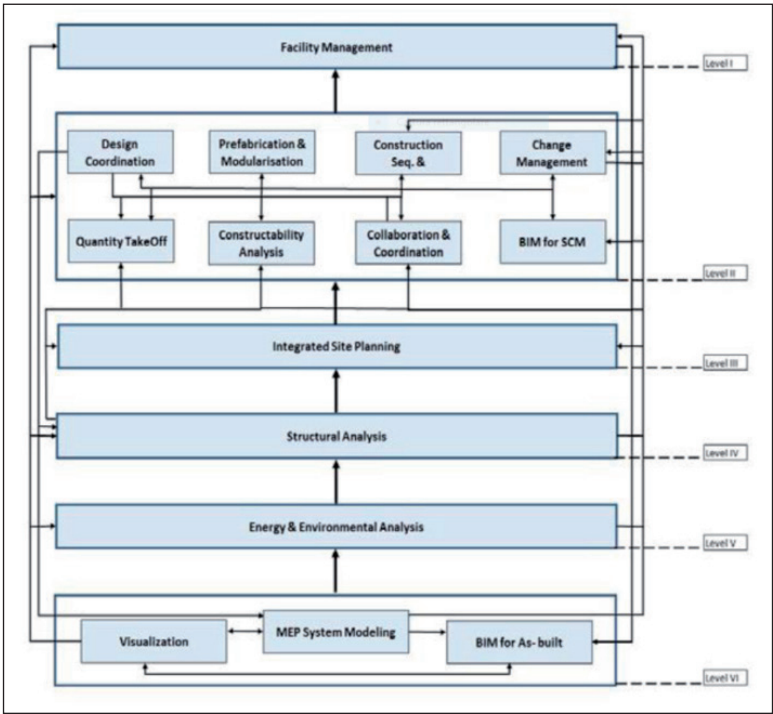 Facility Management
Level I
Design
Coordination
Prefabrication &
Modularisation
Construction
Seq. &
Change
Management
Quantity TakeOff
Constructability
Analysis
Collaboration &
Coordination
BIM for SCM
Level II
Integrated Site Planning
Level III
Structural Analysis
Level IV
Energy & Environmental Analysis
Level V
Visualization
MEP System Modeling
BIM for As- built
Level VI